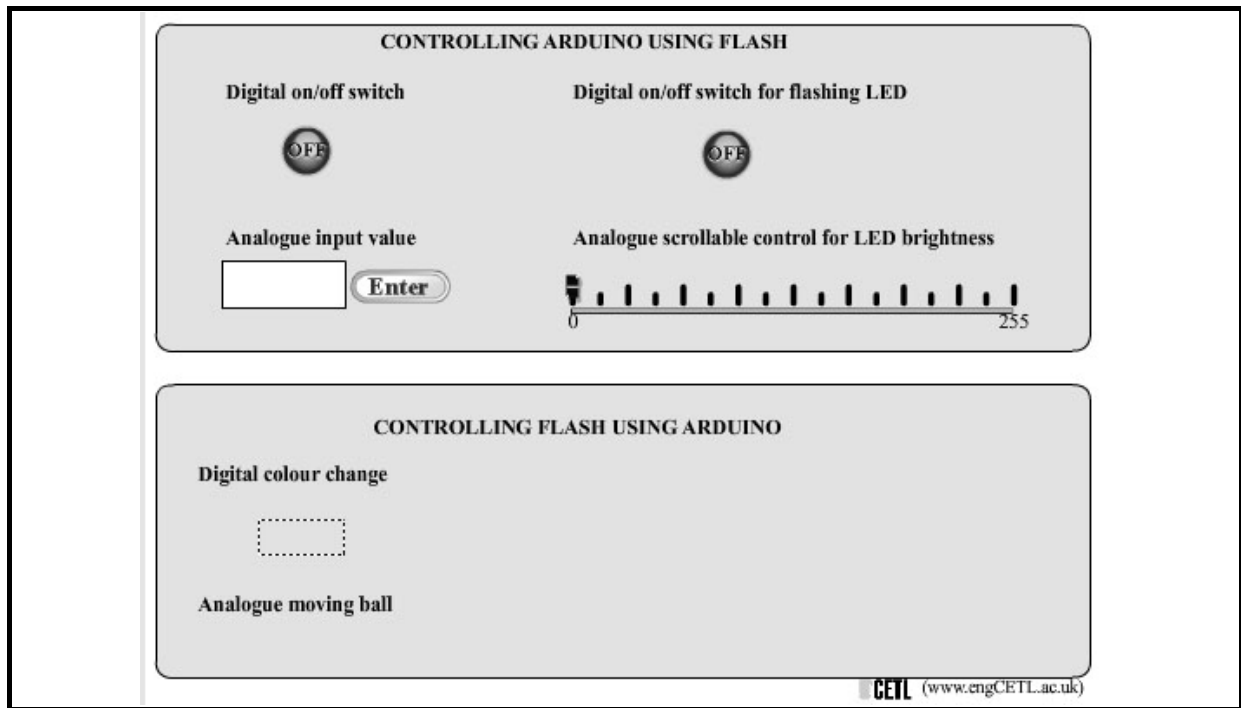 CONTROLLING ARDUINO USING FLASH
Digital on/off switch
Digital on/off switch for flashing LED
OFF
OFF
Analogue input value
Analogue scrollable control for LED brightness
Enter
0
255
CONTROLLING FLASH USING ARDUINO
Digital colour change
Analogue moving ball
CETL (www.engCETL.ac.uk)